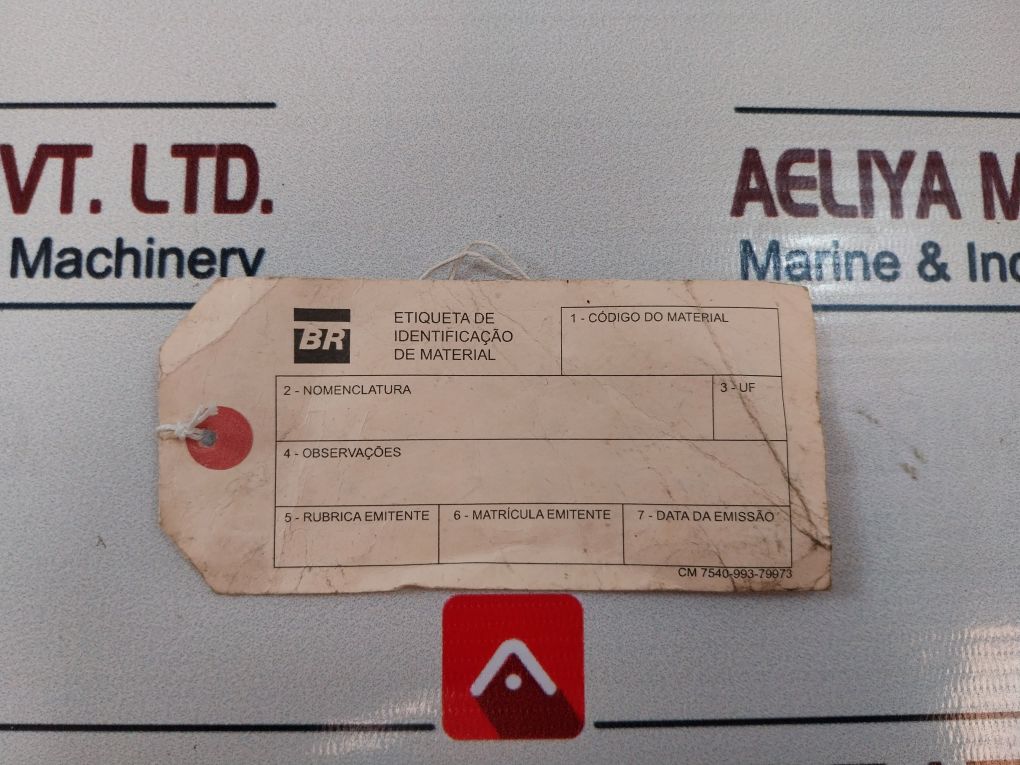 VT. LTD.
Machinery
AELIYA M
Marine & Ind
BR
ETIQUETA DE
IDENTIFICAÇÃO
DE MATERIAL
1 - CÓDIGO DO MATERIAL
2 - NOMENCLATURA
3 - UF
4 - OBSERVAÇÕES
5 - RUBRICA EMITENTE
6 - MATRÍCULA EMITENTE
7 - DATA DA EMISSÃO
CM 7540-993-79973